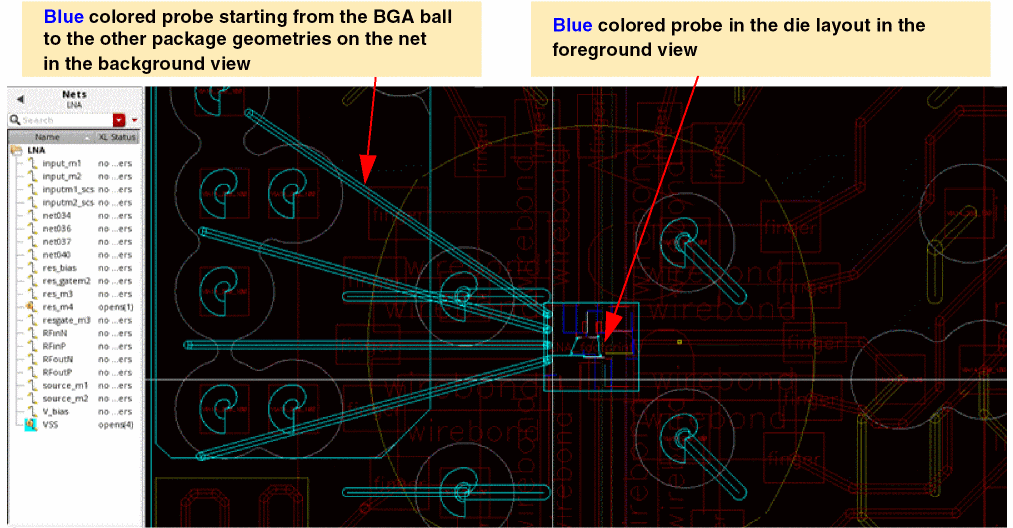 Blue colored probe starting from the BGA ball
to the other package geometries on the net
in the background view
Blue colored probe in the die layout in the
foreground view
Nets
LNA
Search
Name XL Status
LNA
input_m1 no ...ers
input_m2 no ...ers
inputm1_scs no ...ers
inputm2_scs no ...ers
net034 no ...ers
net036 no ...ers
net037 no ...ers
net040 no ...ers
res_bias no ...ers
res_gatem2 no ...ers
res_m3 no ...ers
res_m4 opens(1)
resgate_m3 no ...ers
RFinN no ...ers
RFinP no ...ers
RFoutN no ...ers
RFoutP no ...ers
source_m1 no ...ers
source_m2 no ...ers
V_bias no ...ers
VSS opens(4)
finger
finger
finger
finger
finger
finger
wirebond
wirebond
wirebond
wirebond